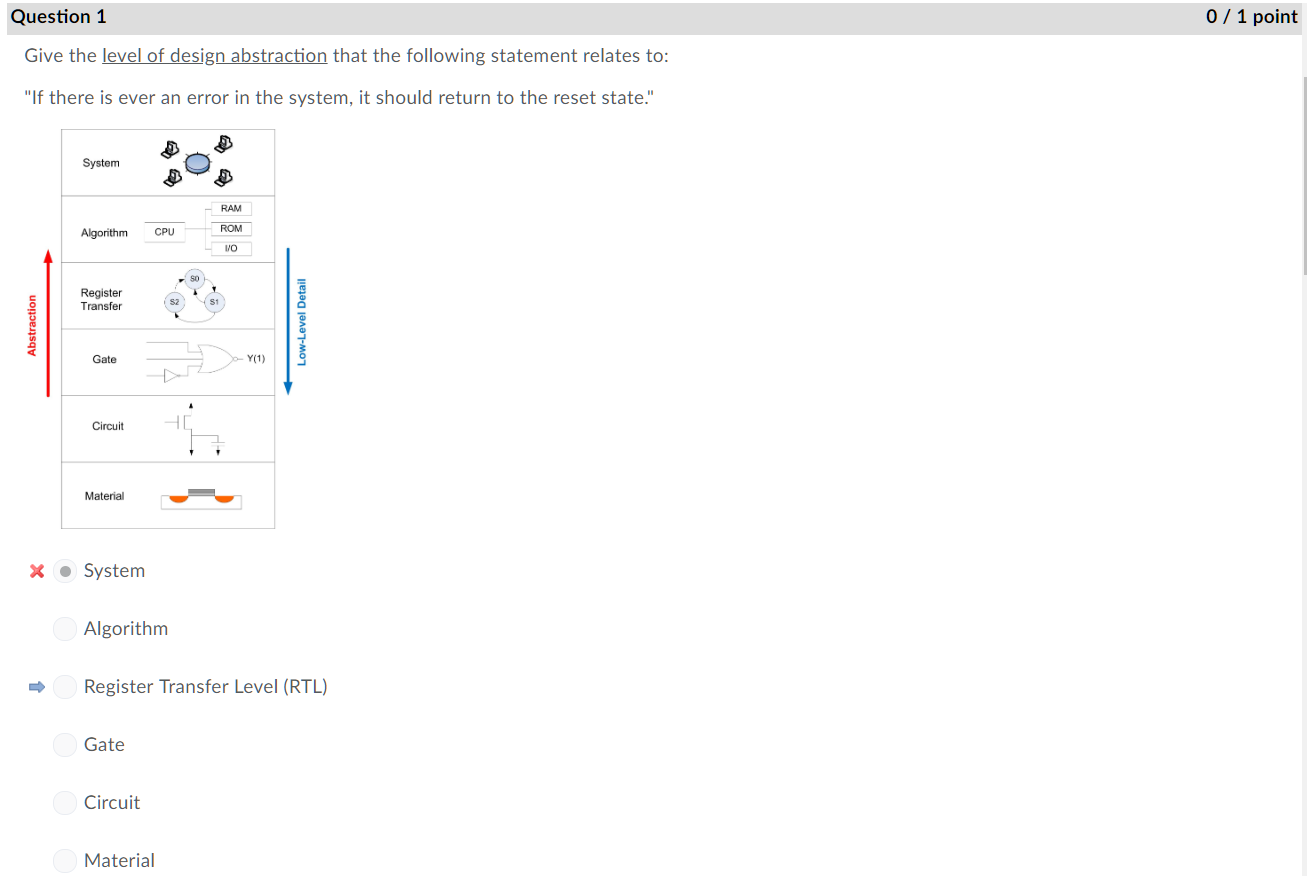 Question 1
0 / 1 point
Give the level of design abstraction that the following statement relates to:
"If there is ever an error in the system, it should return to the reset state."
System
Algorithm
CPU
RAM
ROM
I/O
Register
Transfer
S0
S2
S1
Gate
Y(1)
Circuit
Material
Abstraction
Low-Level Detail
System
Algorithm
Register Transfer Level (RTL)
Gate
Circuit
Material